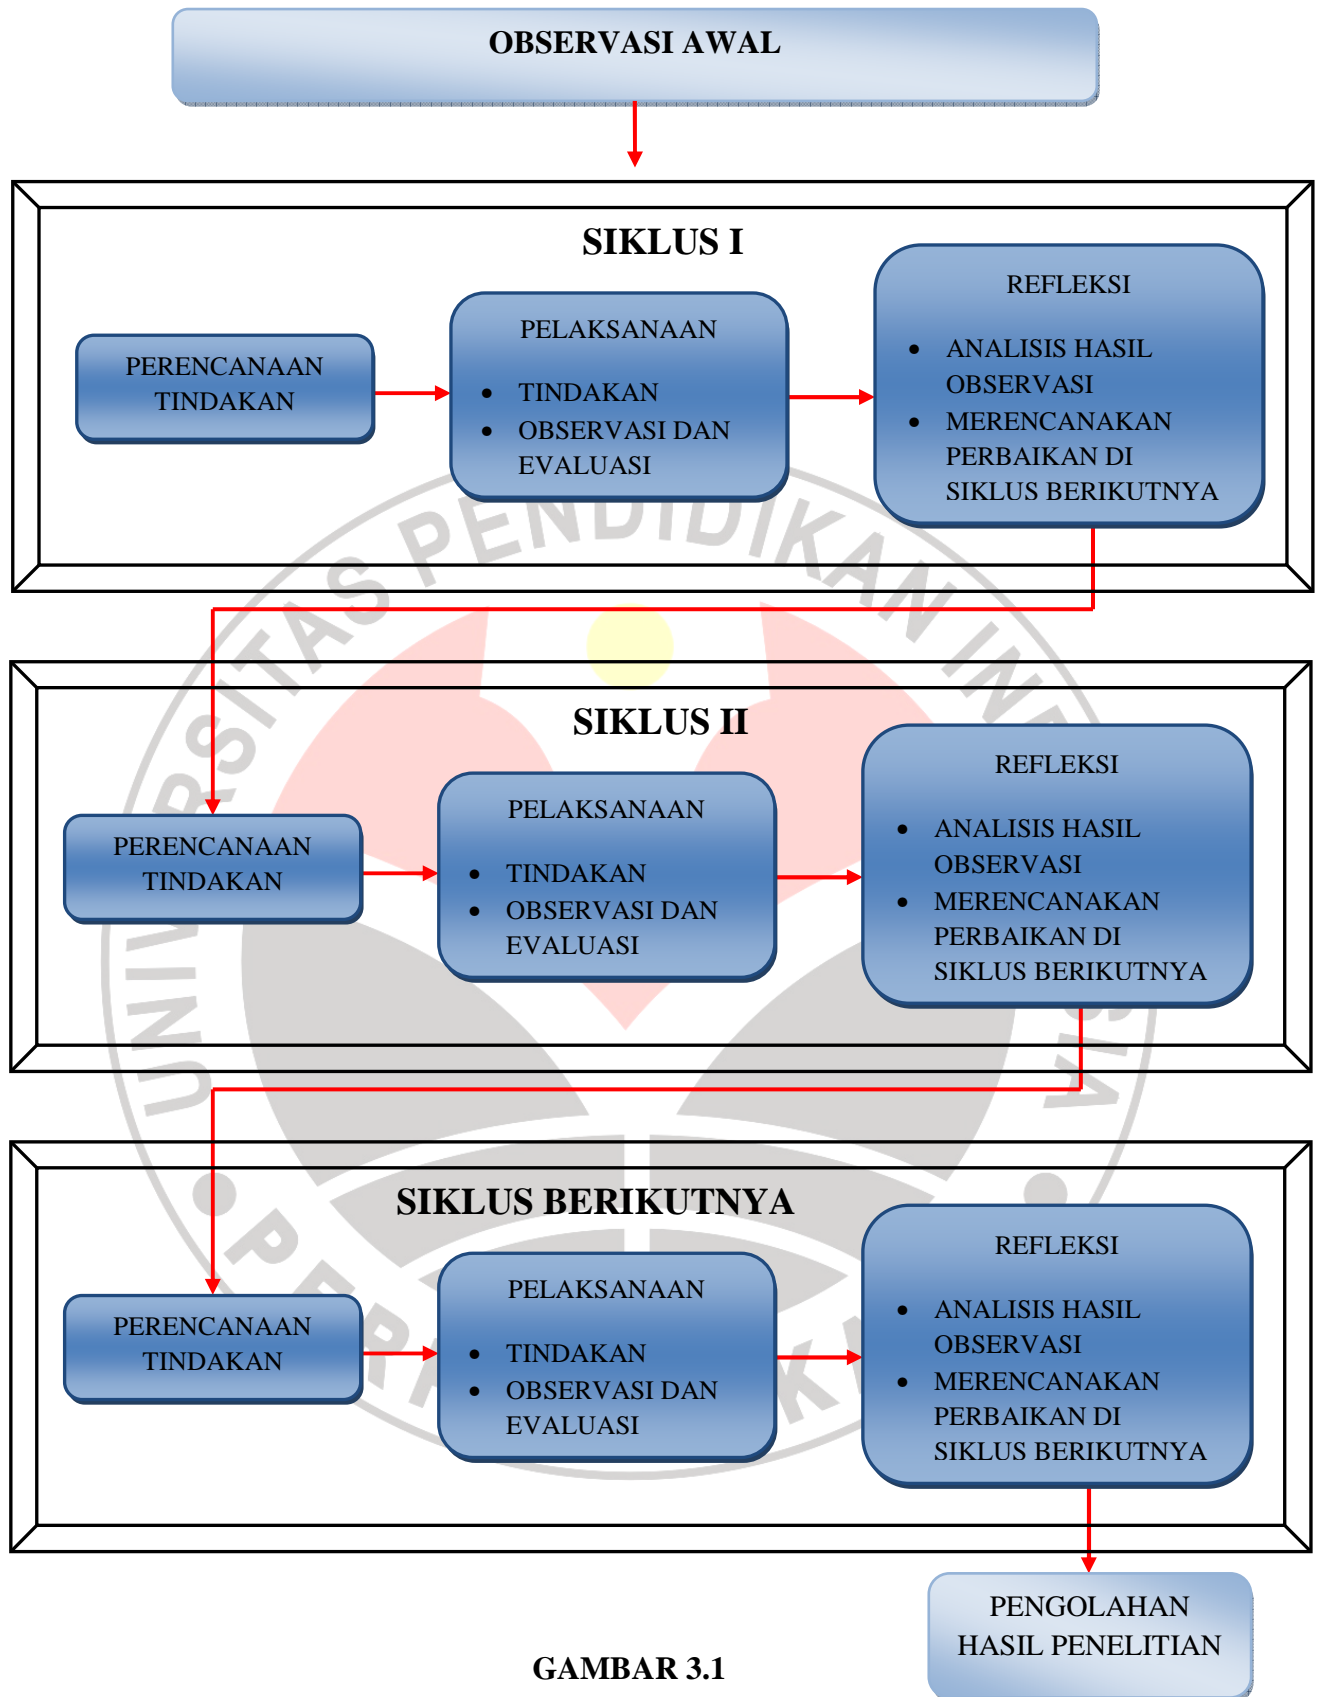 OBSERVASI AWAL
SIKLUS I
PERENCANAAN
TINDAKAN
PELAKSANAAN
• TINDAKAN
• OBSERVASI DAN
EVALUASI
REFLEKSI
• ANALISIS HASIL
OBSERVASI
• MERENCANAKAN
PERBAIKAN DI
SIKLUS BERIKUTNYA
SIKLUS II
PERENCANAAN
TINDAKAN
PELAKSANAAN
• TINDAKAN
• OBSERVASI DAN
EVALUASI
REFLEKSI
• ANALISIS HASIL
OBSERVASI
• MERENCANAKAN
PERBAIKAN DI
SIKLUS BERIKUTNYA
SIKLUS BERIKUTNYA
PERENCANAAN
TINDAKAN
PELAKSANAAN
• TINDAKAN
• OBSERVASI DAN
EVALUASI
REFLEKSI
• ANALISIS HASIL
OBSERVASI
• MERENCANAKAN
PERBAIKAN DI
SIKLUS BERIKUTNYA
PENGOLAHAN
HASIL PENELITIAN
GAMBAR 3.1
UNIVERSITAS PENDIDIKAN